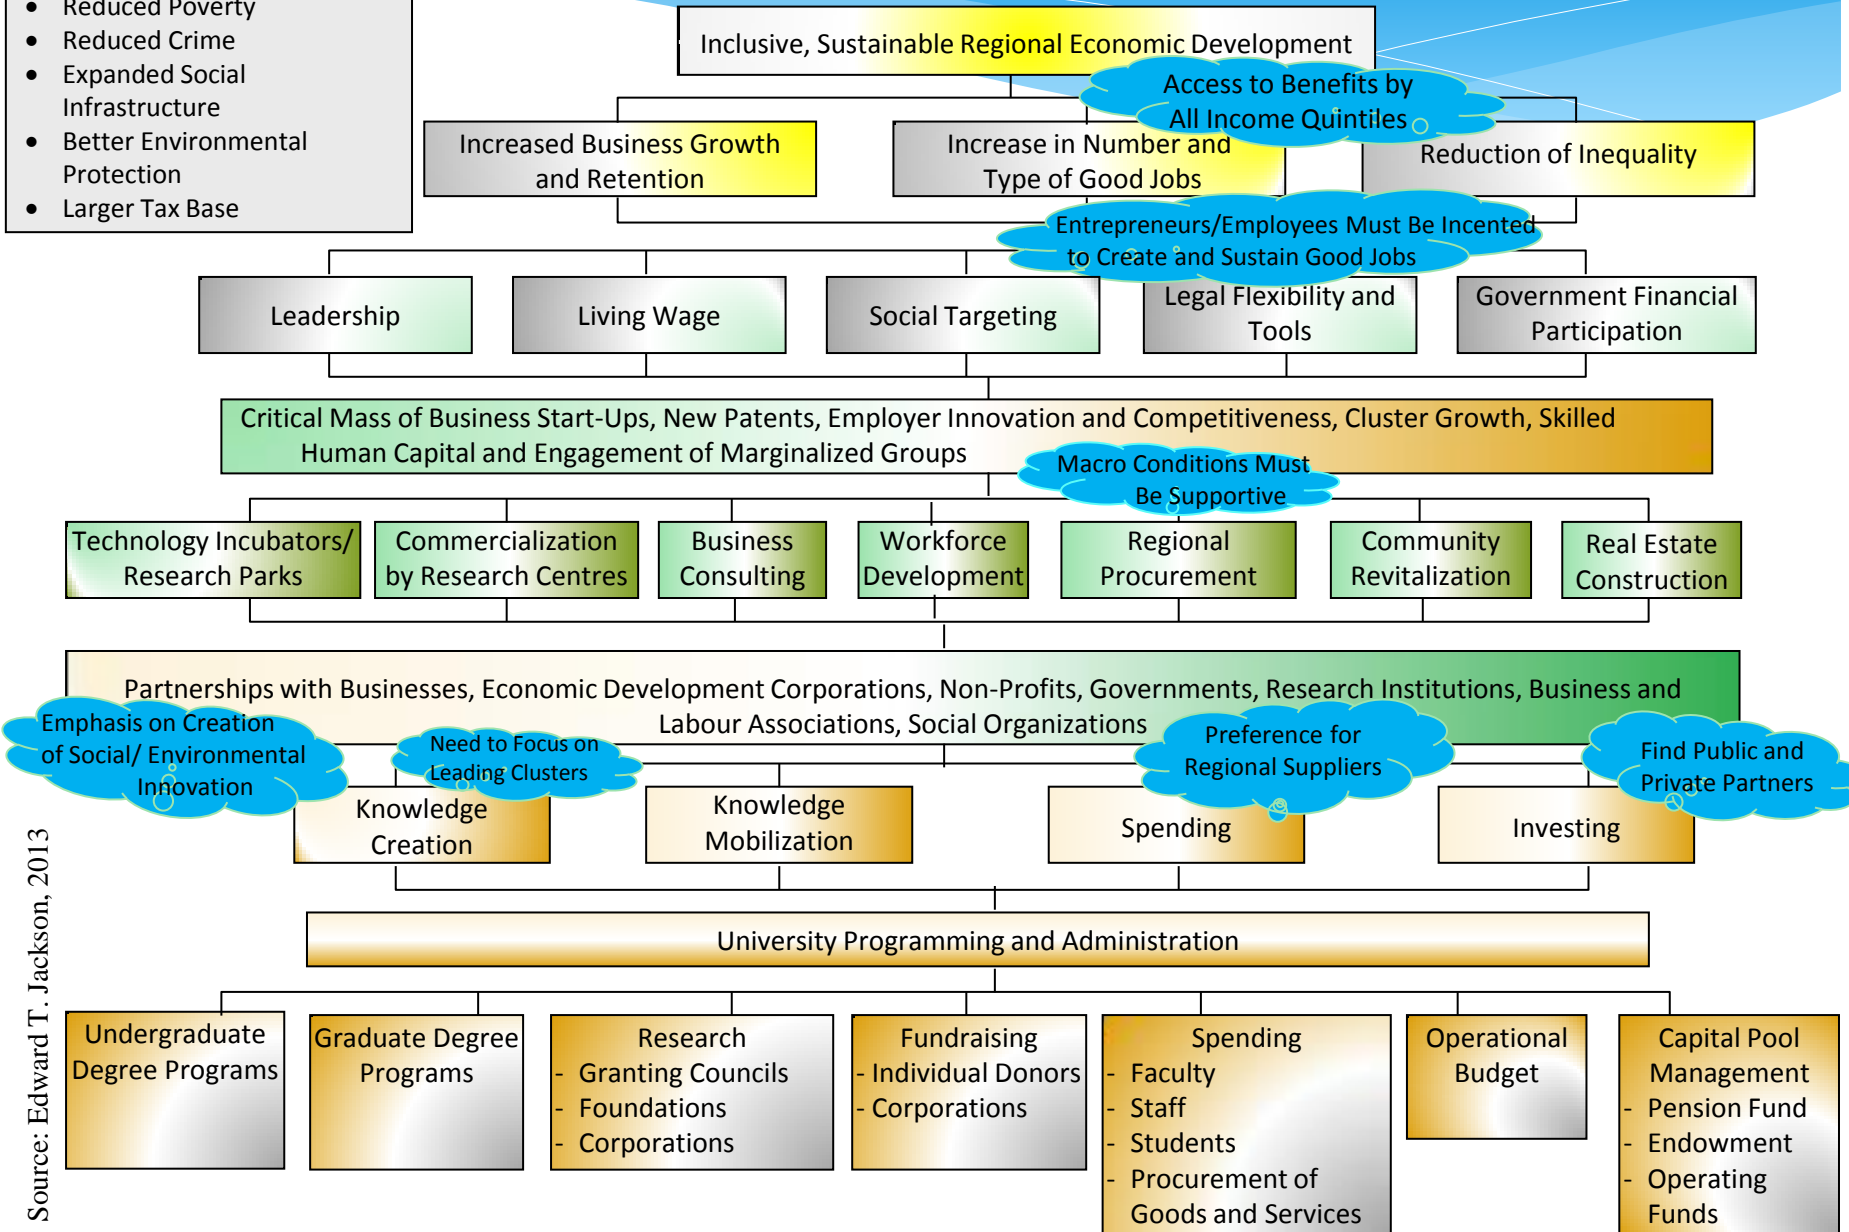 • Reduced Poverty
• Reduced Crime
• Expanded Social
Infrastructure
• Better Environmental
Protection
• Larger Tax Base
Inclusive, Sustainable Regional Economic Development
Access to Benefits by
All Income Quintiles
Increased Business Growth
and Retention
Increase in Number and
Type of Good Jobs
Reduction of Inequality
Entrepreneurs/Employees Must Be Incented
to Create and Sustain Good Jobs
Leadership
Living Wage
Social Targeting
Legal Flexibility and
Tools
Government Financial
Participation
Critical Mass of Business Start-Ups, New Patents, Employer Innovation and Competitiveness, Cluster Growth, Skilled
Human Capital and Engagement of Marginalized Groups
Macro Conditions Must
Be Supportive
Technology Incubators/
Research Parks
Commercialization
by Research Centres
Business
Consulting
Workforce
Development
Regional
Procurement
Community
Revitalization
Real Estate
Construction
Partnerships with Businesses, Economic Development Corporations, Non-Profits, Governments, Research Institutions, Business and
Labour Associations, Social Organizations
Emphasis on Creation
of Social/ Environmental
Innovation
Need to Focus on
Leading Clusters
Preference for
Regional Suppliers
Find Public and
Private Partners
Knowledge
Creation
Knowledge
Mobilization
Spending
Investing
University Programming and Administration
Undergraduate
Degree Programs
Graduate Degree
Programs
Research
- Granting Councils
- Foundations
- Corporations
Fundraising
- Individual Donors
- Corporations
Spending
- Faculty
- Staff
- Students
- Procurement of
Goods and Services
Operational
Budget
Capital Pool
Management
- Pension Fund
- Endowment
- Operating
Funds
Source: Edward T. Jackson, 2013